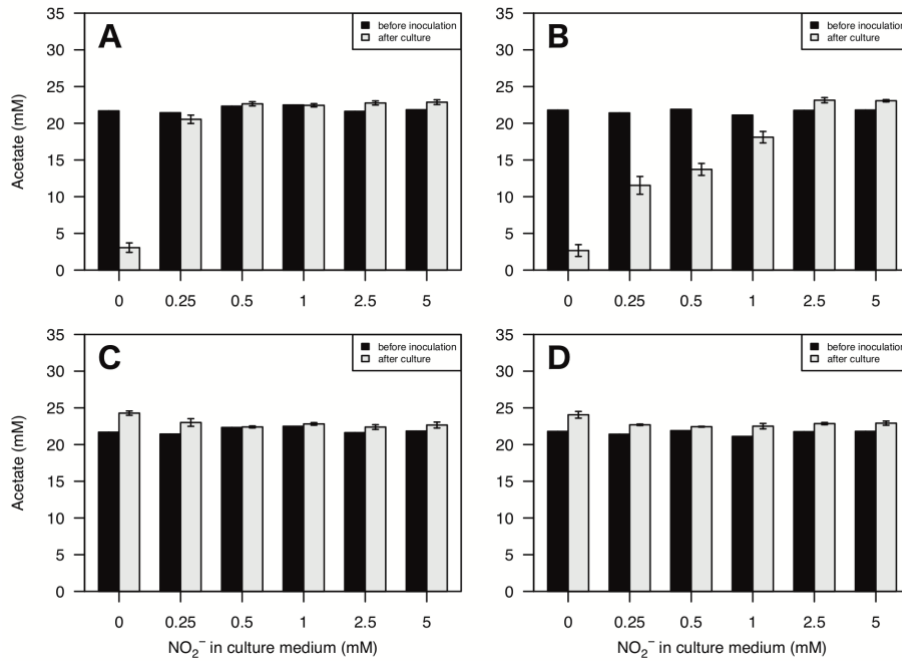 A
before inoculation
after culture
Acetate (mM)
35
30
25
20
15
10
5
0
0 0.25 0.5 1 2.5 5
B
before inoculation
after culture
35
30
25
20
15
10
5
0
0 0.25 0.5 1 2.5 5
C
before inoculation
after culture
Acetate (mM)
35
30
25
20
15
10
5
0
0 0.25 0.5 1 2.5 5
NO₂⁻ in culture medium (mM)
D
before inoculation
after culture
35
30
25
20
15
10
5
0
0 0.25 0.5 1 2.5 5
NO₂⁻ in culture medium (mM)